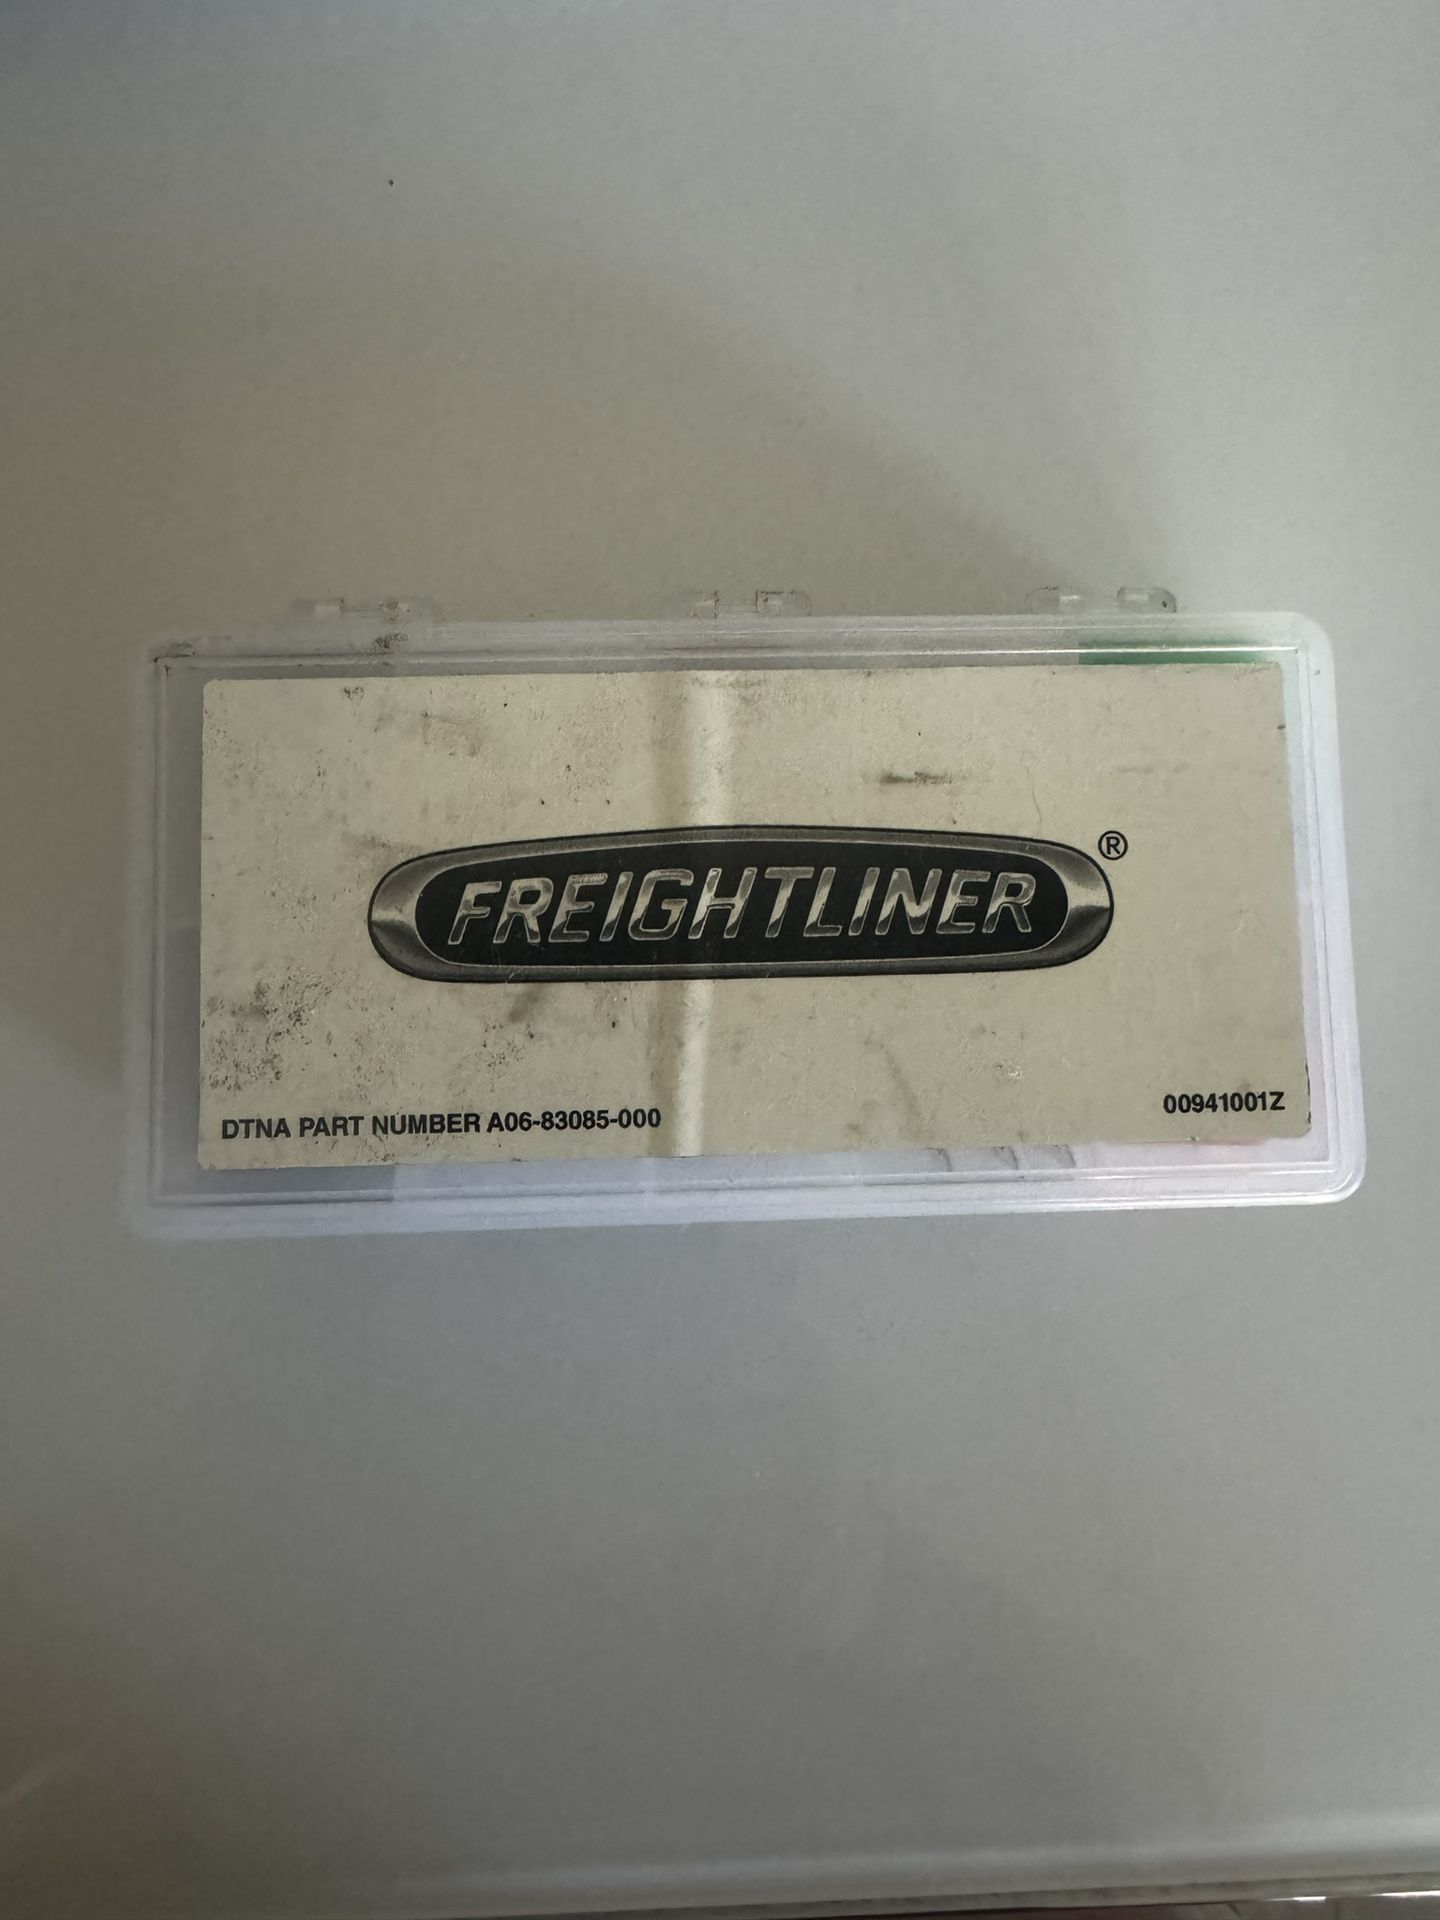 FREIGHTLINER®
DTNA PART NUMBER A06-83085-000
00941001Z